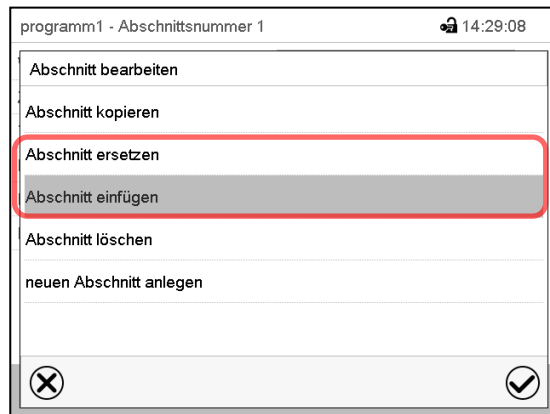 programm1 - Abschnittsnummer 1 14:29:08
Abschnitt bearbeiten
Abschnitt kopieren
Abschnitt ersetzen
Abschnitt einfügen
Abschnitt löschen
neuen Abschnitt anlegen